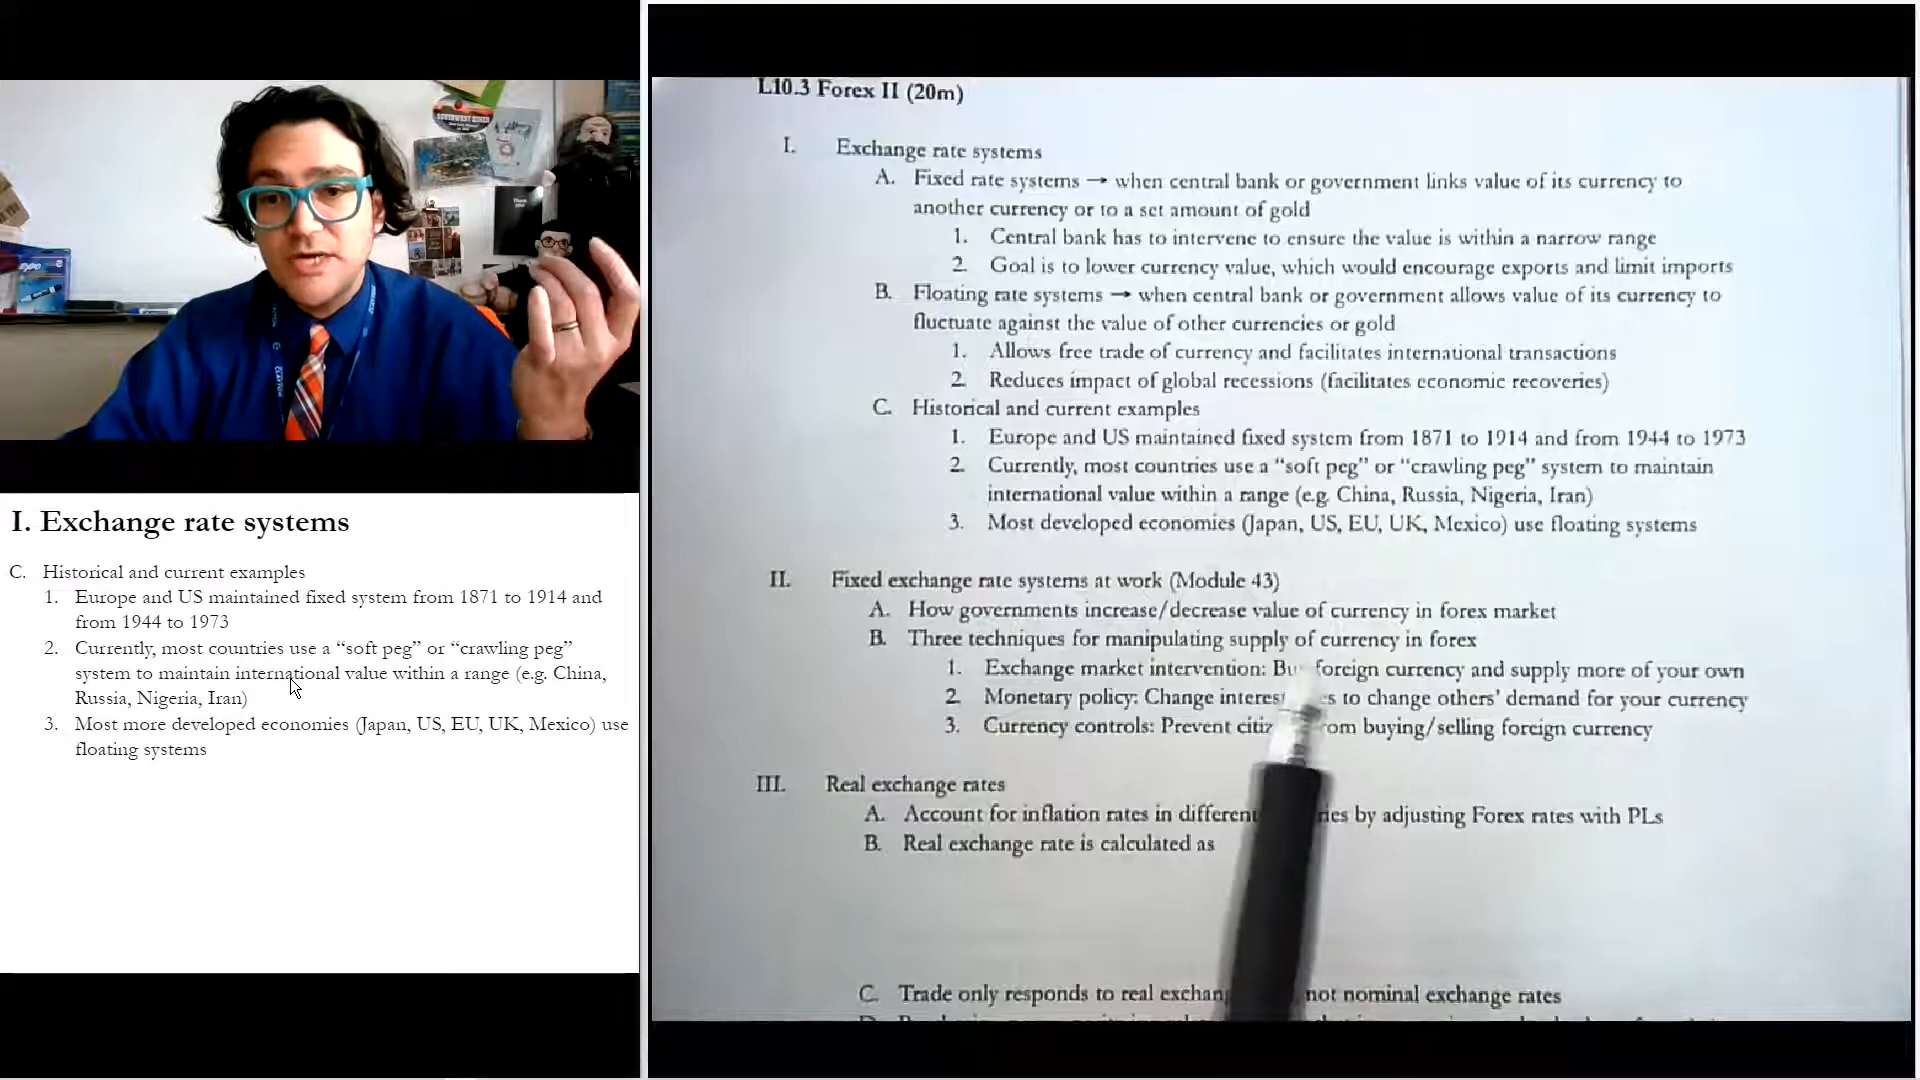 SOUTHWEST
EXPO
CLAYTON
I. Exchange rate systems
C. Historical and current examples
1. Europe and US maintained fixed system from 1871 to 1914 and
from 1944 to 1973
2. Currently, most countries use a “soft peg” or “crawling peg”
system to maintain international value within a range (e.g. China,
Russia, Nigeria, Iran)
3. Most more developed economies (Japan, US, EU, UK, Mexico) use
floating systems
L10.3 Forex II (20m)
I. Exchange rate systems
A. Fixed rate systems → when central bank or government links value of its currency to
another currency or to a set amount of gold
1. Central bank has to intervene to ensure the value is within a narrow range
2. Goal is to lower currency value, which would encourage exports and limit imports
B. Floating rate systems → when central bank or government allows value of its currency to
fluctuate against the value of other currencies or gold
1. Allows free trade of currency and facilitates international transactions
2. Reduces impact of global recessions (facilitates economic recoveries)
C. Historical and current examples
1. Europe and US maintained fixed system from 1871 to 1914 and from 1944 to 1973
2. Currently, most countries use a “soft peg” or “crawling peg” system to maintain
international value within a range (e.g. China, Russia, Nigeria, Iran)
3. Most developed economies (Japan, US, EU, UK, Mexico) use floating systems
II. Fixed exchange rate systems at work (Module 43)
A. How governments increase/decrease value of currency in forex market
B. Three techniques for manipulating supply of currency in forex
1. Exchange market intervention: Buy foreign currency and supply more of your own
2. Monetary policy: Change interest to change others’ demand for your currency
3. Currency controls: Prevent from buying/selling foreign currency
III. Real exchange rates
A. Account for inflation rates in different by adjusting Forex rates with PLs
B. Real exchange rate is calculated as
C. Trade only responds to real not nominal exchange rates